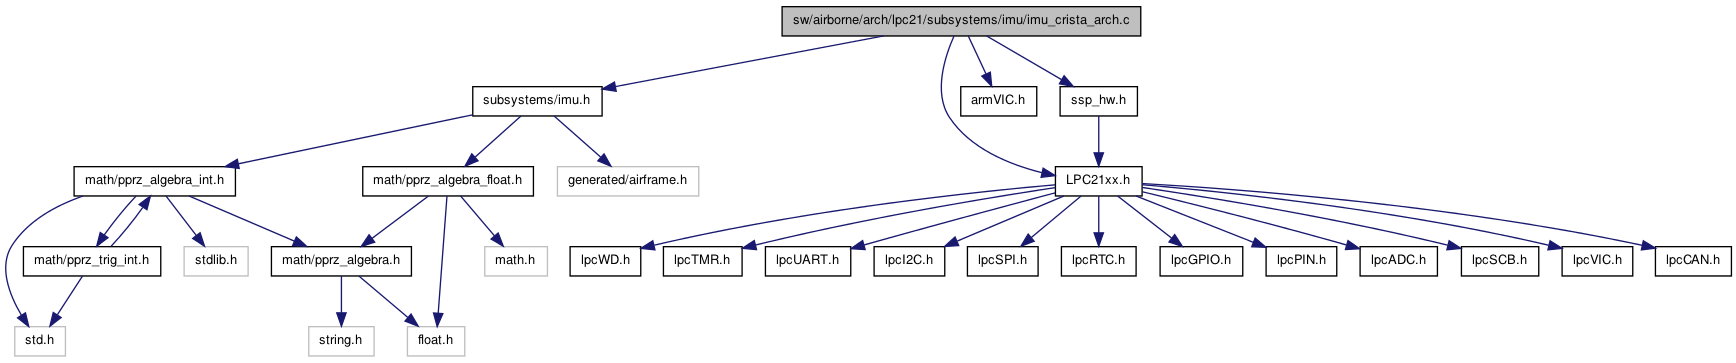 sw/airborne/arch/lpc21/subsystems/imu/imu_crista_arch.c
subsystems/imu.h
armVIC.h
ssp_hw.h
math/pprz_algebra_int.h
math/pprz_algebra_float.h
generated/airframe.h
LPC21xx.h
math/pprz_trig_int.h
stdlib.h
math/pprz_algebra.h
math.h
lpcWD.h
lpcTMR.h
lpcUART.h
lpcI2C.h
lpcSPI.h
lpcRTC.h
lpcGPIO.h
lpcPIN.h
lpcADC.h
lpcSCB.h
lpcVIC.h
lpcCAN.h
std.h
string.h
float.h